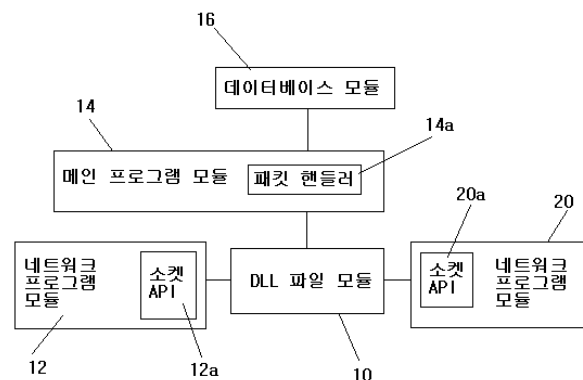 16
데이터베이스 모듈
14
14a
메인 프로그램 모듈
패킷 핸들러
20a
20
네트워크
프로그램
모듈
소켓
API
DLL 파일 모듈
소켓
API
네트워크
프로그램
모듈
12
12a
10